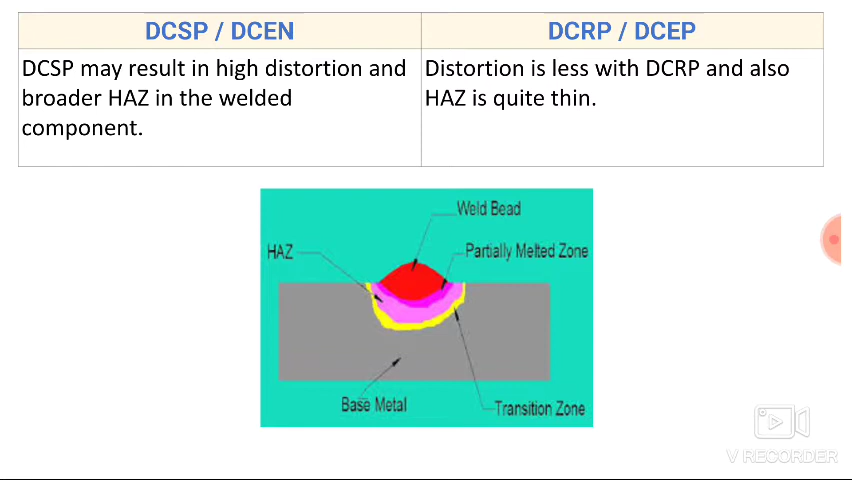 DCSP / DCEN
DCRP / DCEP
DCSP may result in high distortion and
broader HAZ in the welded
component.
Distortion is less with DCRP and also
HAZ is quite thin.
Weld Bead
HAZ
Partially Melted Zone
Base Metal
Transition Zone
V RECORDER